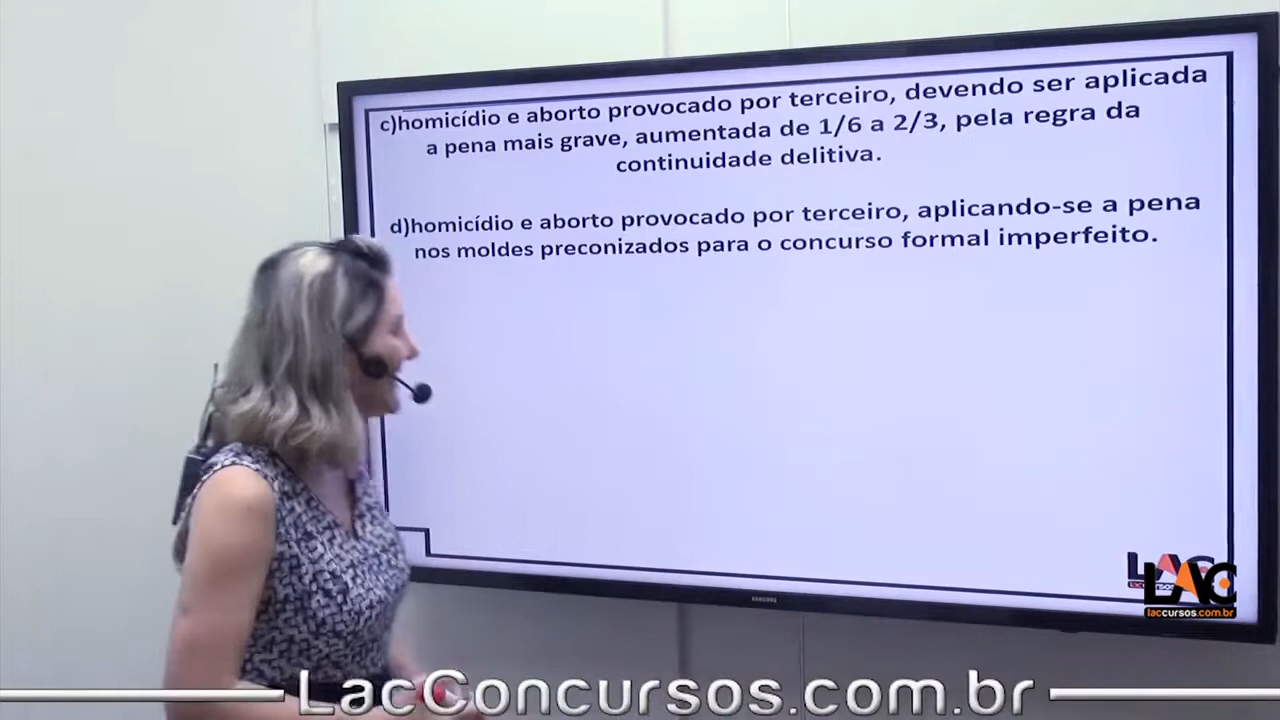 c)homicídio e aborto provocado por terceiro, devendo ser aplicada
a pena mais grave, aumentada de 1/6 a 2/3, pela regra da
continuidade delitiva.
d)homicídio e aborto provocado por terceiro, aplicando-se a pena
nos moldes preconizados para o concurso formal imperfeito.
LAC
LAC
laccursos.com.br
SAMSUNG
LacConcursos.com.br